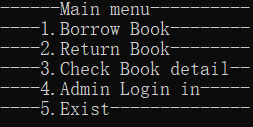 ------Main menu-----------
----1.Borrow Book---------
----2.Return Book---------
----3.Check Book detail--
----4.Admin Login in-----
----5.Exist---------------